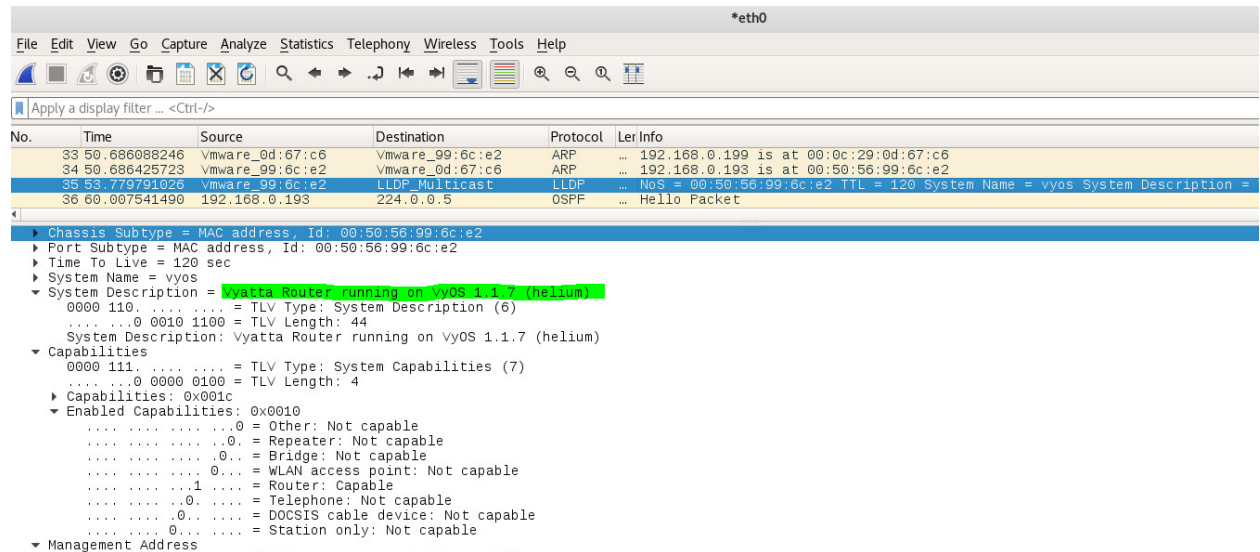 *eth0
File Edit View Go Capture Analyze Statistics Telephony Wireless Tools Help
Apply a display filter ... <Ctrl-/>
No. Time Source Destination Protocol Ler Info
33 50.686088246 Vmware_0d:67:c6 Vmware_99:6c:e2 ARP … 192.168.0.199 is at 00:0c:29:0d:67:c6
34 50.686425723 Vmware_99:6c:e2 Vmware_0d:67:c6 ARP … 192.168.0.193 is at 00:50:56:99:6c:e2
35 53.779791026 Vmware_99:6c:e2 LLDP_Multicast LLDP … NoS = 00:50:56:99:6c:e2 TTL = 120 System Name = vyos System Description =
36 60.007541490 192.168.0.193 224.0.0.5 OSPF … Hello Packet
Chassis Subtype = MAC address, Id: 00:50:56:99:6c:e2
Port Subtype = MAC address, Id: 00:50:56:99:6c:e2
Time To Live = 120 sec
System Name = vyos
System Description = Vyatta Router running on VyOS 1.1.7 (helium)
0000 110. .... .... = TLV Type: System Description (6)
.... ...0 0010 1100 = TLV Length: 44
System Description: Vyatta Router running on VyOS 1.1.7 (helium)
Capabilities
0000 111. .... .... = TLV Type: System Capabilities (7)
.... ...0 0000 0100 = TLV Length: 4
Capabilities: 0x001c
Enabled Capabilities: 0x0010
.... .... .... ...0 = Other: Not capable
.... .... .... ..0. = Repeater: Not capable
.... .... .... .0.. = Bridge: Not capable
.... .... .... 0... = WLAN access point: Not capable
.... .... ...1 .... = Router: Capable
.... .... ..0. .... = Telephone: Not capable
.... .... .0.. .... = DOCSIS cable device: Not capable
.... .... 0... .... = Station only: Not capable
Management Address